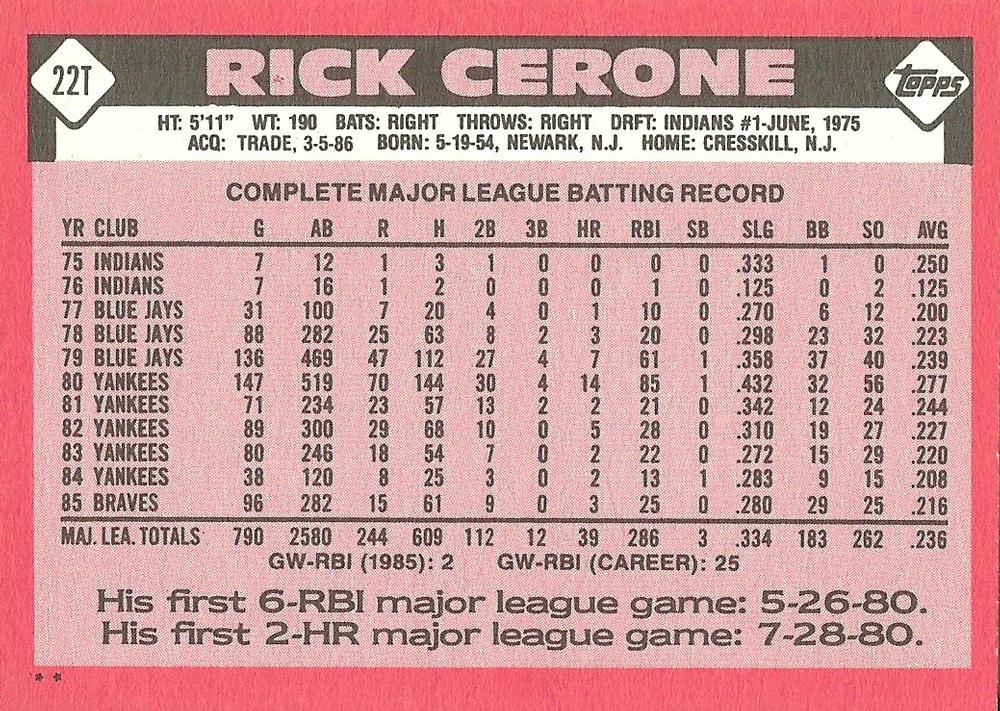 22T RICK CERONE topps
HT: 5'11" WT: 190 BATS: RIGHT THROWS: RIGHT DRFT: INDIANS #1-JUNE, 1975
ACQ: TRADE, 3-5-86 BORN: 5-19-54, NEWARK, N.J. HOME: CRESSKILL, N.J.
COMPLETE MAJOR LEAGUE BATTING RECORD
YR CLUB G AB R H 2B 3B HR RBI SB SLG BB SO AVG
75 INDIANS 7 12 1 3 1 0 0 0 0 .333 1 0 .250
76 INDIANS 7 16 1 2 0 0 0 1 0 .125 0 2 .125
77 BLUE JAYS 31 100 7 20 4 0 1 10 0 .270 6 12 .200
78 BLUE JAYS 88 282 25 63 8 2 3 20 0 .298 23 32 .223
79 BLUE JAYS 136 469 47 112 27 4 7 61 1 .358 37 40 .239
80 YANKEES 147 519 70 144 30 4 14 85 1 .432 32 56 .277
81 YANKEES 71 234 23 57 13 2 2 21 0 .342 12 24 .244
82 YANKEES 89 300 29 68 10 0 5 28 0 .310 19 27 .227
83 YANKEES 80 246 18 54 7 0 2 22 0 .272 15 29 .220
84 YANKEES 38 120 8 25 3 0 2 13 1 .283 9 15 .208
85 BRAVES 96 282 15 61 9 0 3 25 0 .280 29 25 .216
MAJ. LEA. TOTALS 790 2580 244 609 112 12 39 286 3 .334 183 262 .236
GW-RBI (1985): 2 GW-RBI (CAREER): 25
His first 6-RBI major league game: 5-26-80.
His first 2-HR major league game: 7-28-80.
* *